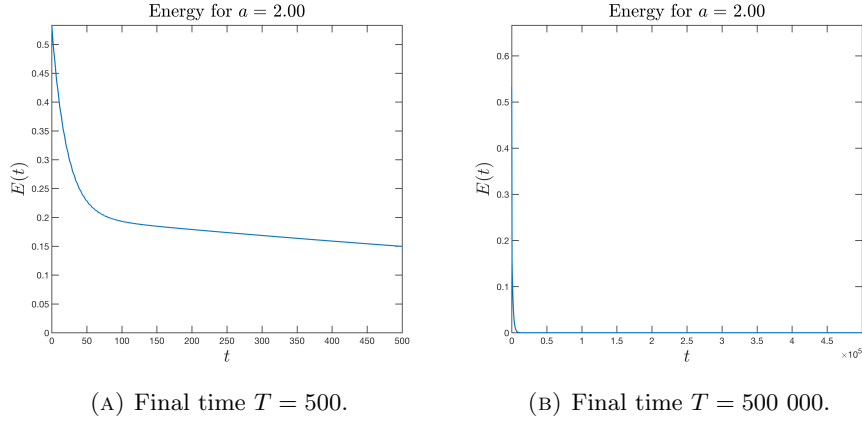 Energy for a = 2.00
0.5
0.45
0.4
0.35
0.3
0.25
0.2
0.15
0.1
0.05
0
E(t)
0 50 100 150 200 250 300 350 400 450 500
t
(A) Final time T = 500.
Energy for a = 2.00
0.6
0.5
0.4
0.3
0.2
0.1
0
E(t)
0 0.5 1 1.5 2 2.5 3 3.5 4 4.5
×10⁵
t
(B) Final time T = 500 000.